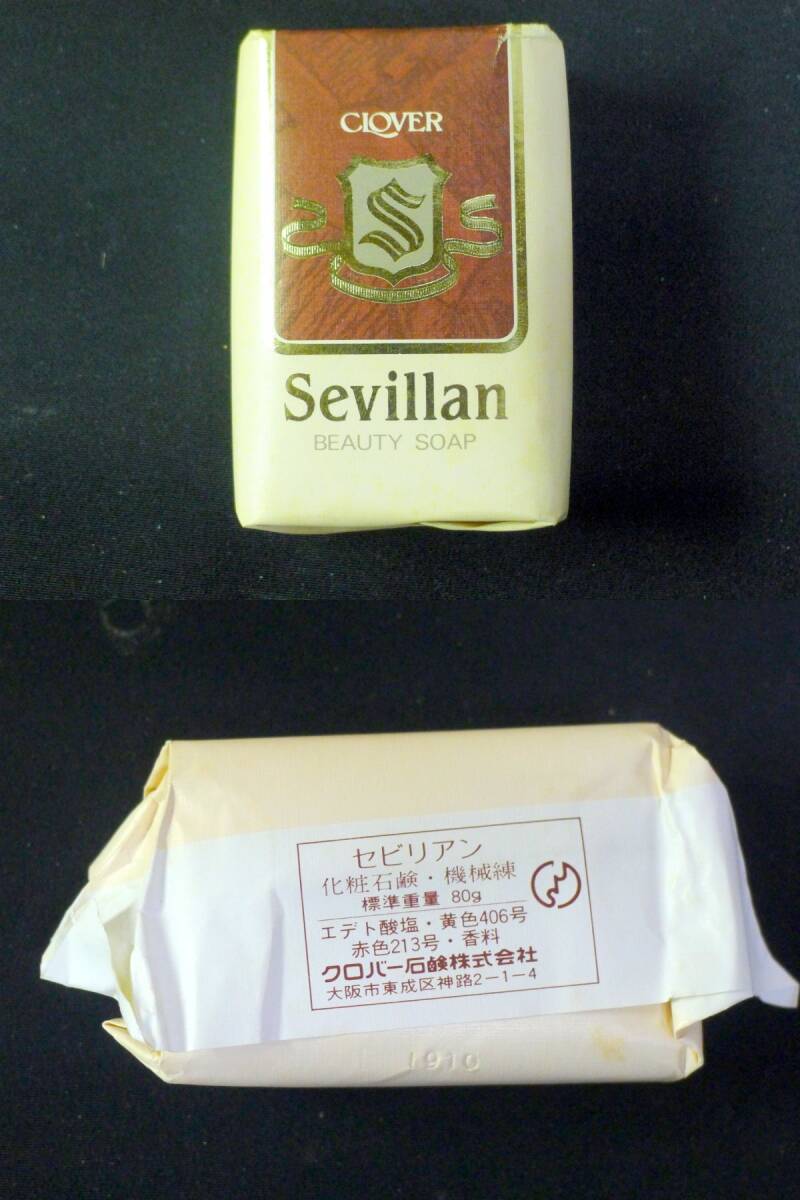 CLOVER
S
Sevillan
BEAUTY SOAP
セビリアン
化粧石鹸・機械練
標準重量 80g
エデト酸塩・黄色406号
赤色213号・香料
クロバー石鹸株式会社
大阪市東成区神路2-1-4
1910